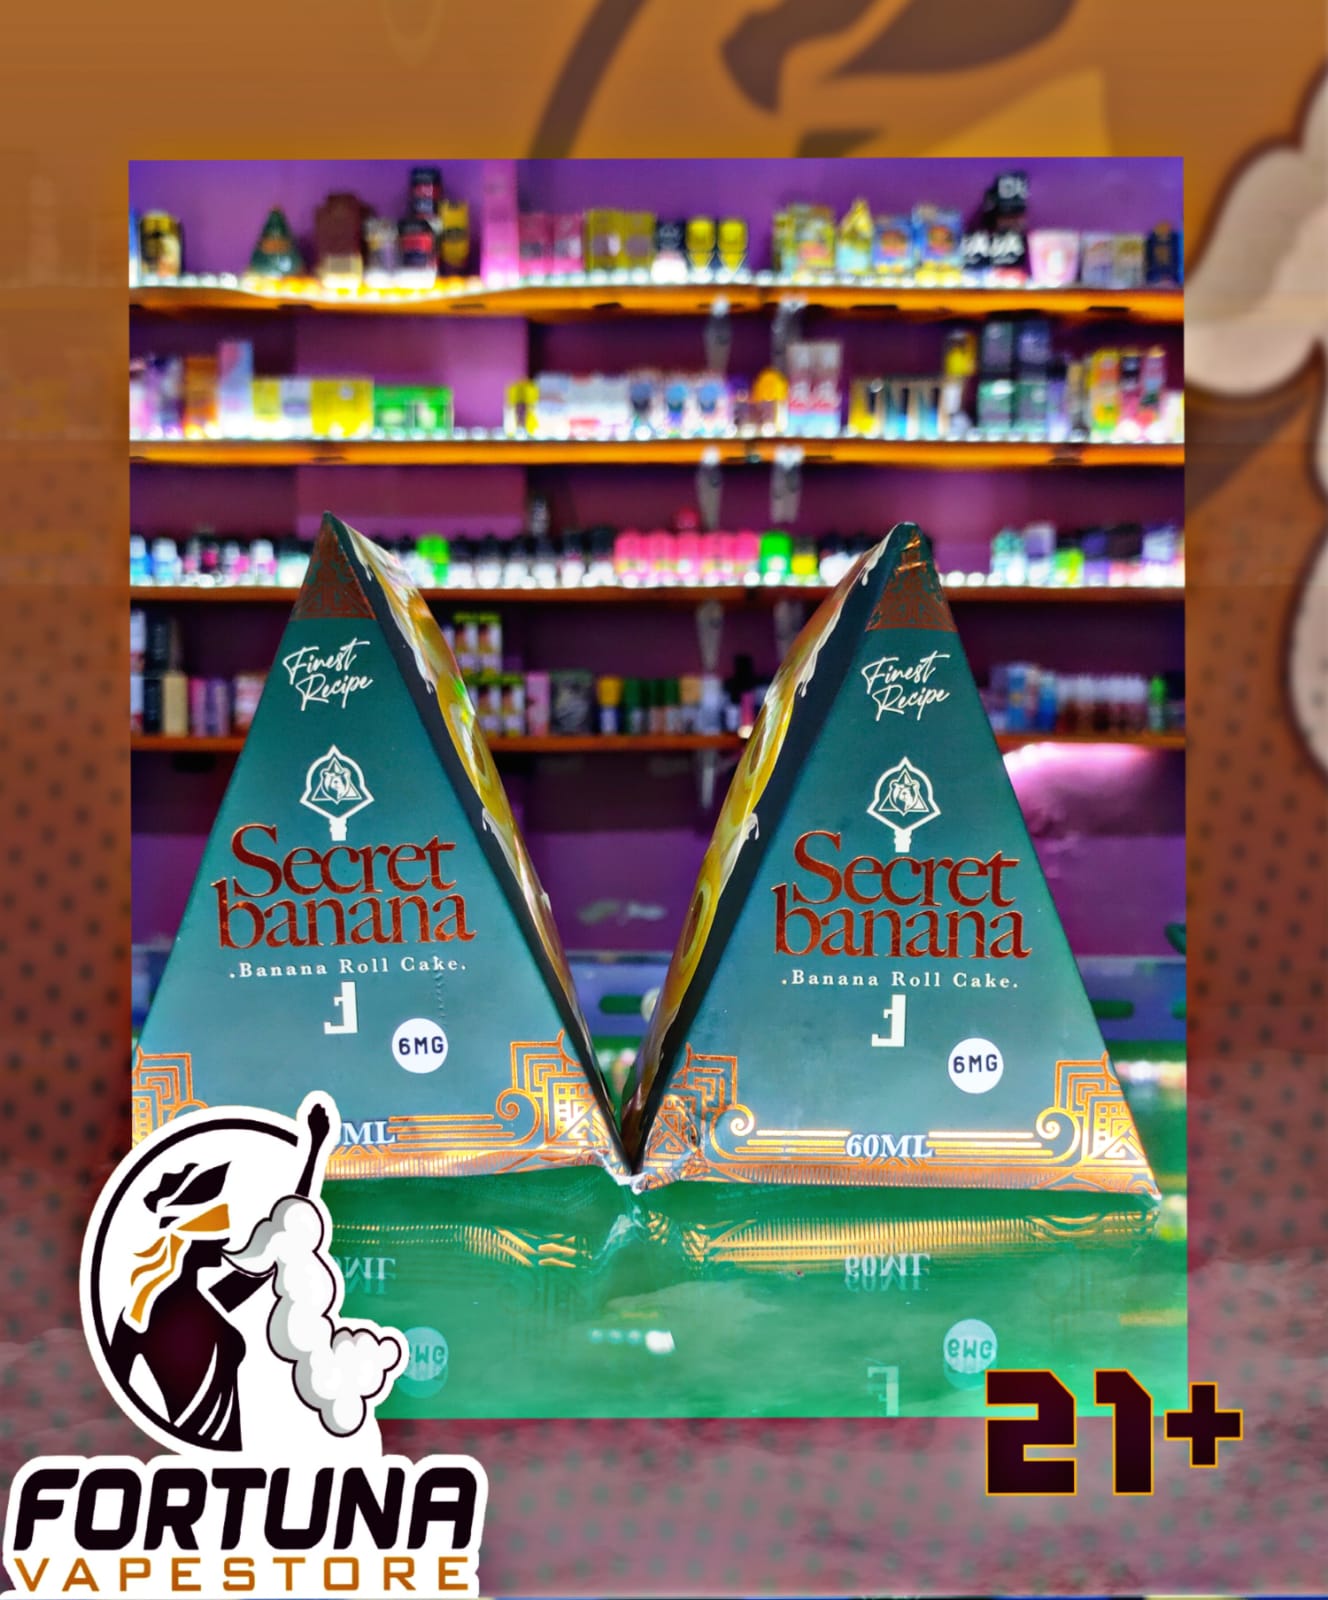 Finest
Recipe
Secret
banana
.Banana Roll Cake.
6MG
ML
Finest
Recipe
Secret
banana
.Banana Roll Cake.
6MG
60ML
FORTUNA
VAPESTORE
21+